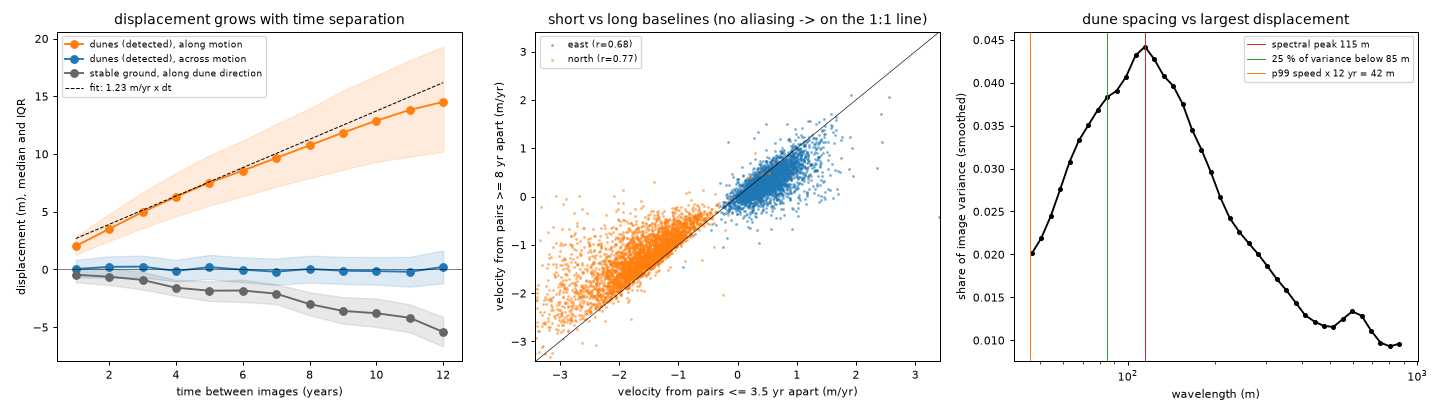 displacement grows with time separation
displacement (m), median and IQR
20
15
10
5
0
−5
dunes (detected), along motion
dunes (detected), across motion
stable ground, along dune direction
fit: 1.23 m/yr x dt
2
4
6
8
10
12
time between images (years)
short vs long baselines (no aliasing -> on the 1:1 line)
velocity from pairs >= 8 yr apart (m/yr)
3
2
1
0
−1
−2
−3
east (r=0.68)
north (r=0.77)
−3
−2
−1
0
1
2
3
velocity from pairs <= 3.5 yr apart (m/yr)
dune spacing vs largest displacement
share of image variance (smoothed)
0.045
0.040
0.035
0.030
0.025
0.020
0.015
0.010
spectral peak 115 m
25 % of variance below 85 m
p99 speed x 12 yr = 42 m
10²
10³
wavelength (m)